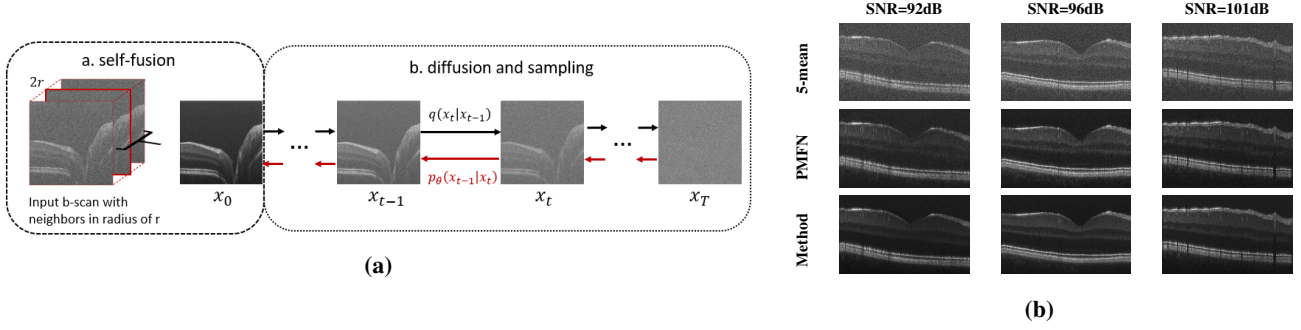 a. self-fusion
2r
Input b-scan with
neighbors in radius of r
x_0
b. diffusion and sampling
...
q(x_t|x_{t-1})
p_θ(x_{t-1}|x_t)
...
x_{t-1}
x_t
x_T
(a)
SNR=92dB SNR=96dB SNR=101dB
5-mean
PMFN
Method
(b)